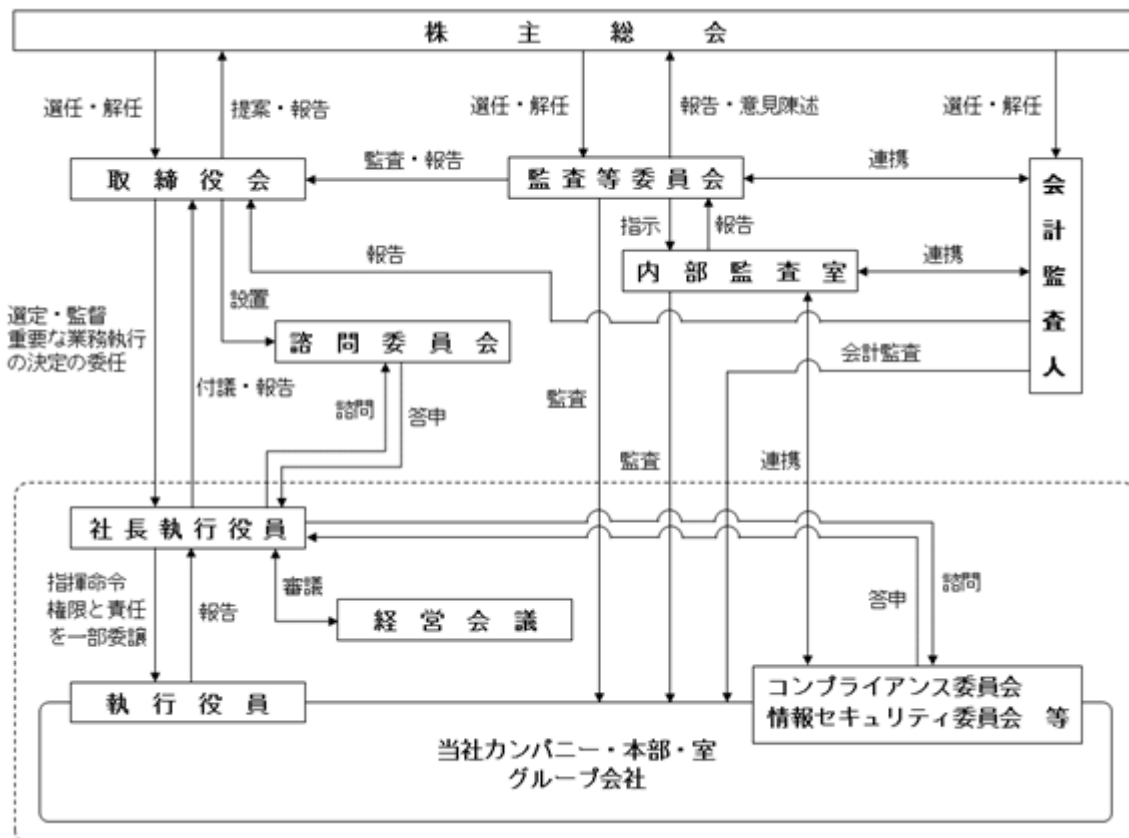 株主総会
選任・解任
提案・報告
選任・解任
報告・意見陳述
選任・解任
取締役会
監査・報告
監査等委員会
連携
会計監査人
指示
報告
報告
内部監査室
連携
設置
選定・監督
重要な業務執行
の決定の委任
諮問委員会
会計監査
付議・報告
諮問
答申
監査
監査
連携
社長執行役員
指揮命令
権限と責任
を一部委譲
報告
審議
経営会議
答申
諮問
執行役員
コンプライアンス委員会
情報セキュリティ委員会 等
当社カンパニー・本部・室
グループ会社